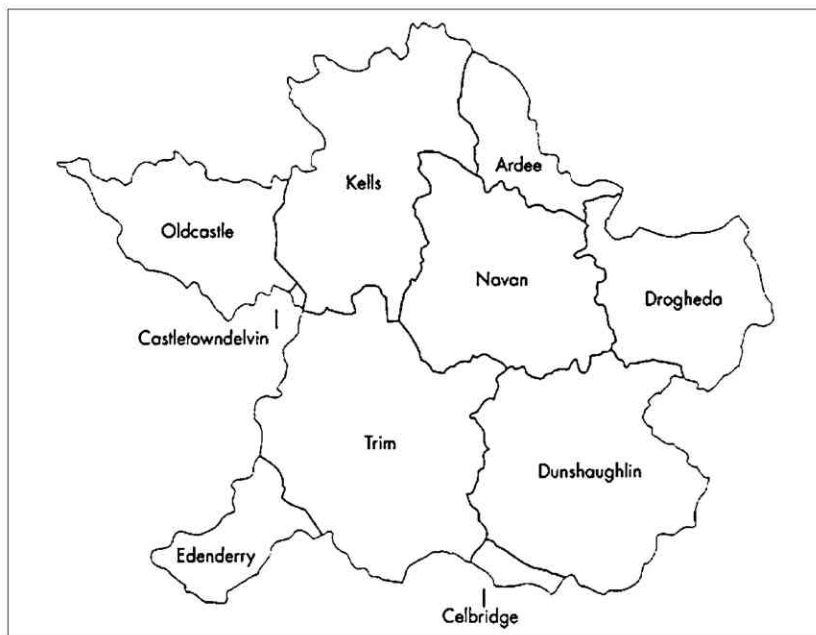 Ardee
Kells
Oldcastle
Navan
Drogheda
Castletowndelvin
Trim
Dunshaughlin
Edenderry
Celbridge